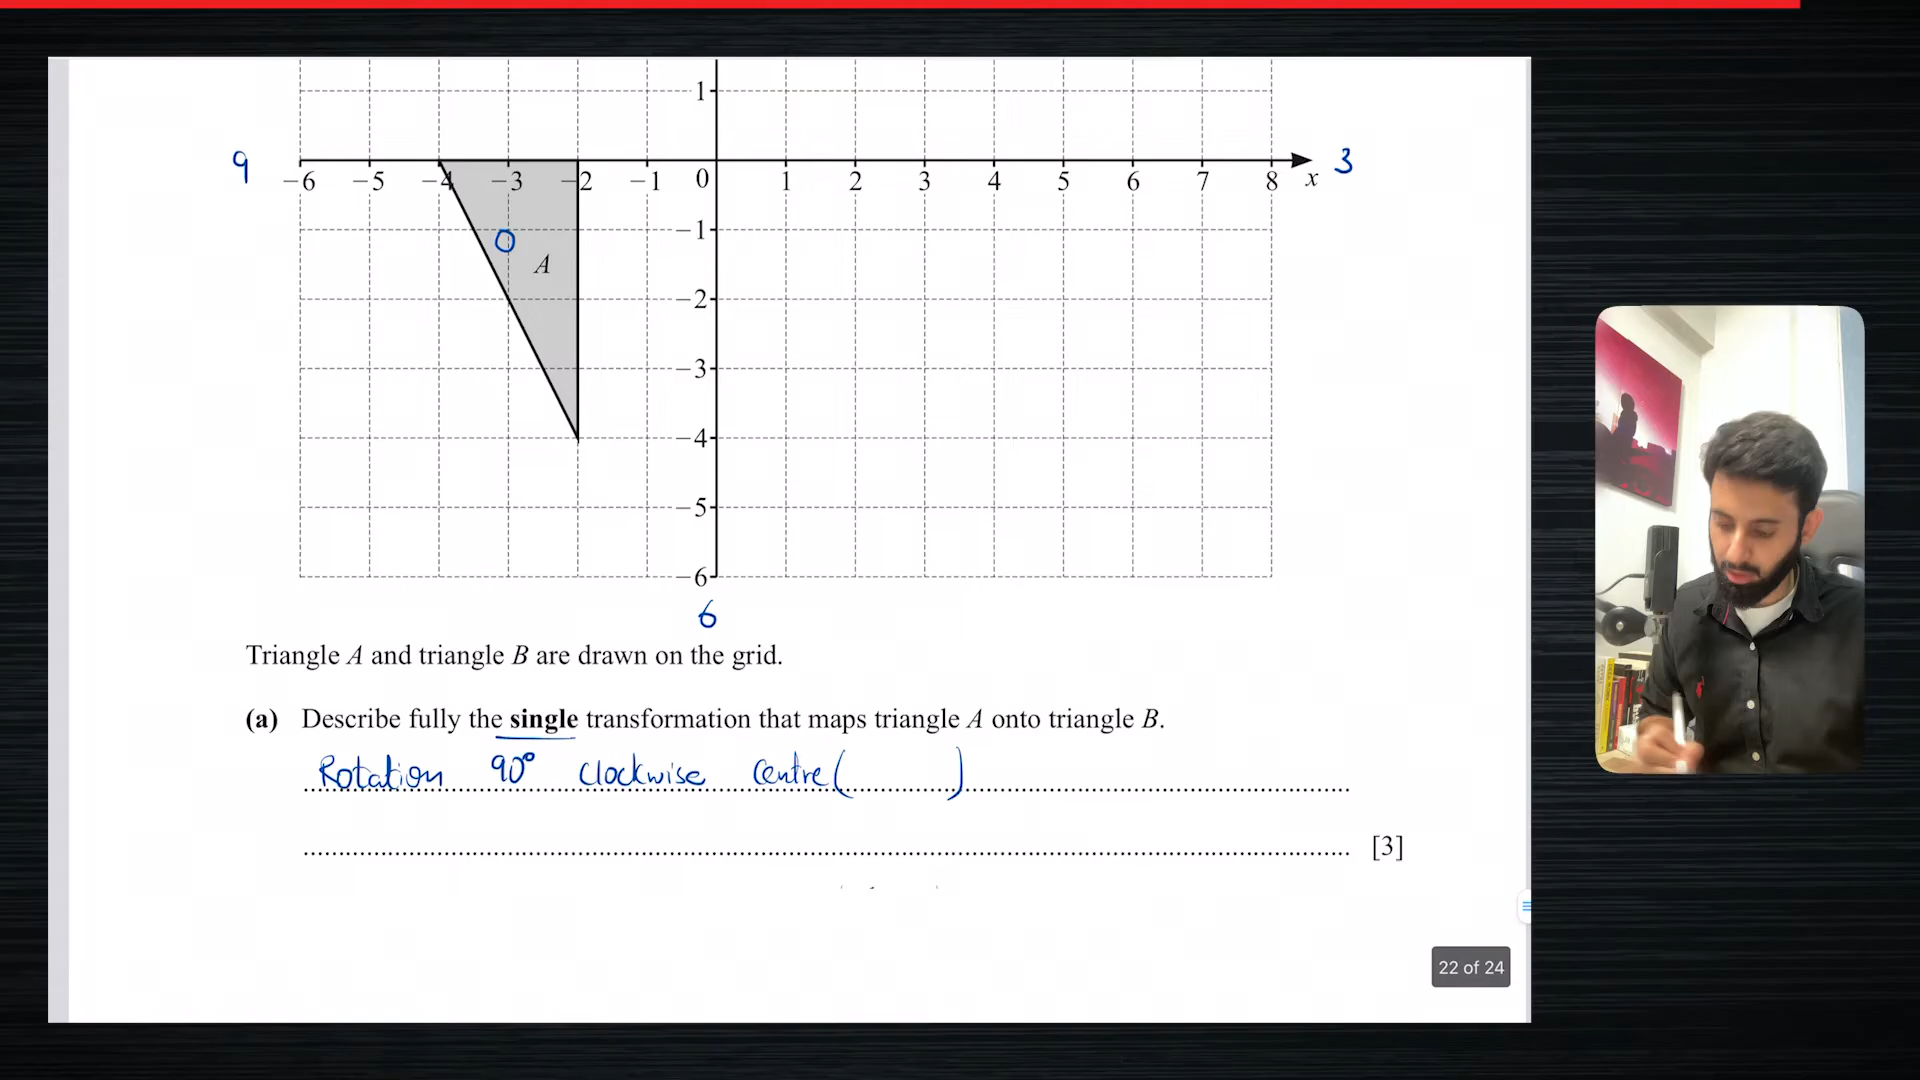 1
9 3
−6 −5 −4 −3 −2 −1 0 1 2 3 4 5 6 7 8 x
−1
O
A
−2
−3
−4
−5
−6
6
Triangle A and triangle B are drawn on the grid.
(a) Describe fully the single transformation that maps triangle A onto triangle B.
Rotation 90° clockwise centre ( )
[3]
22 of 24